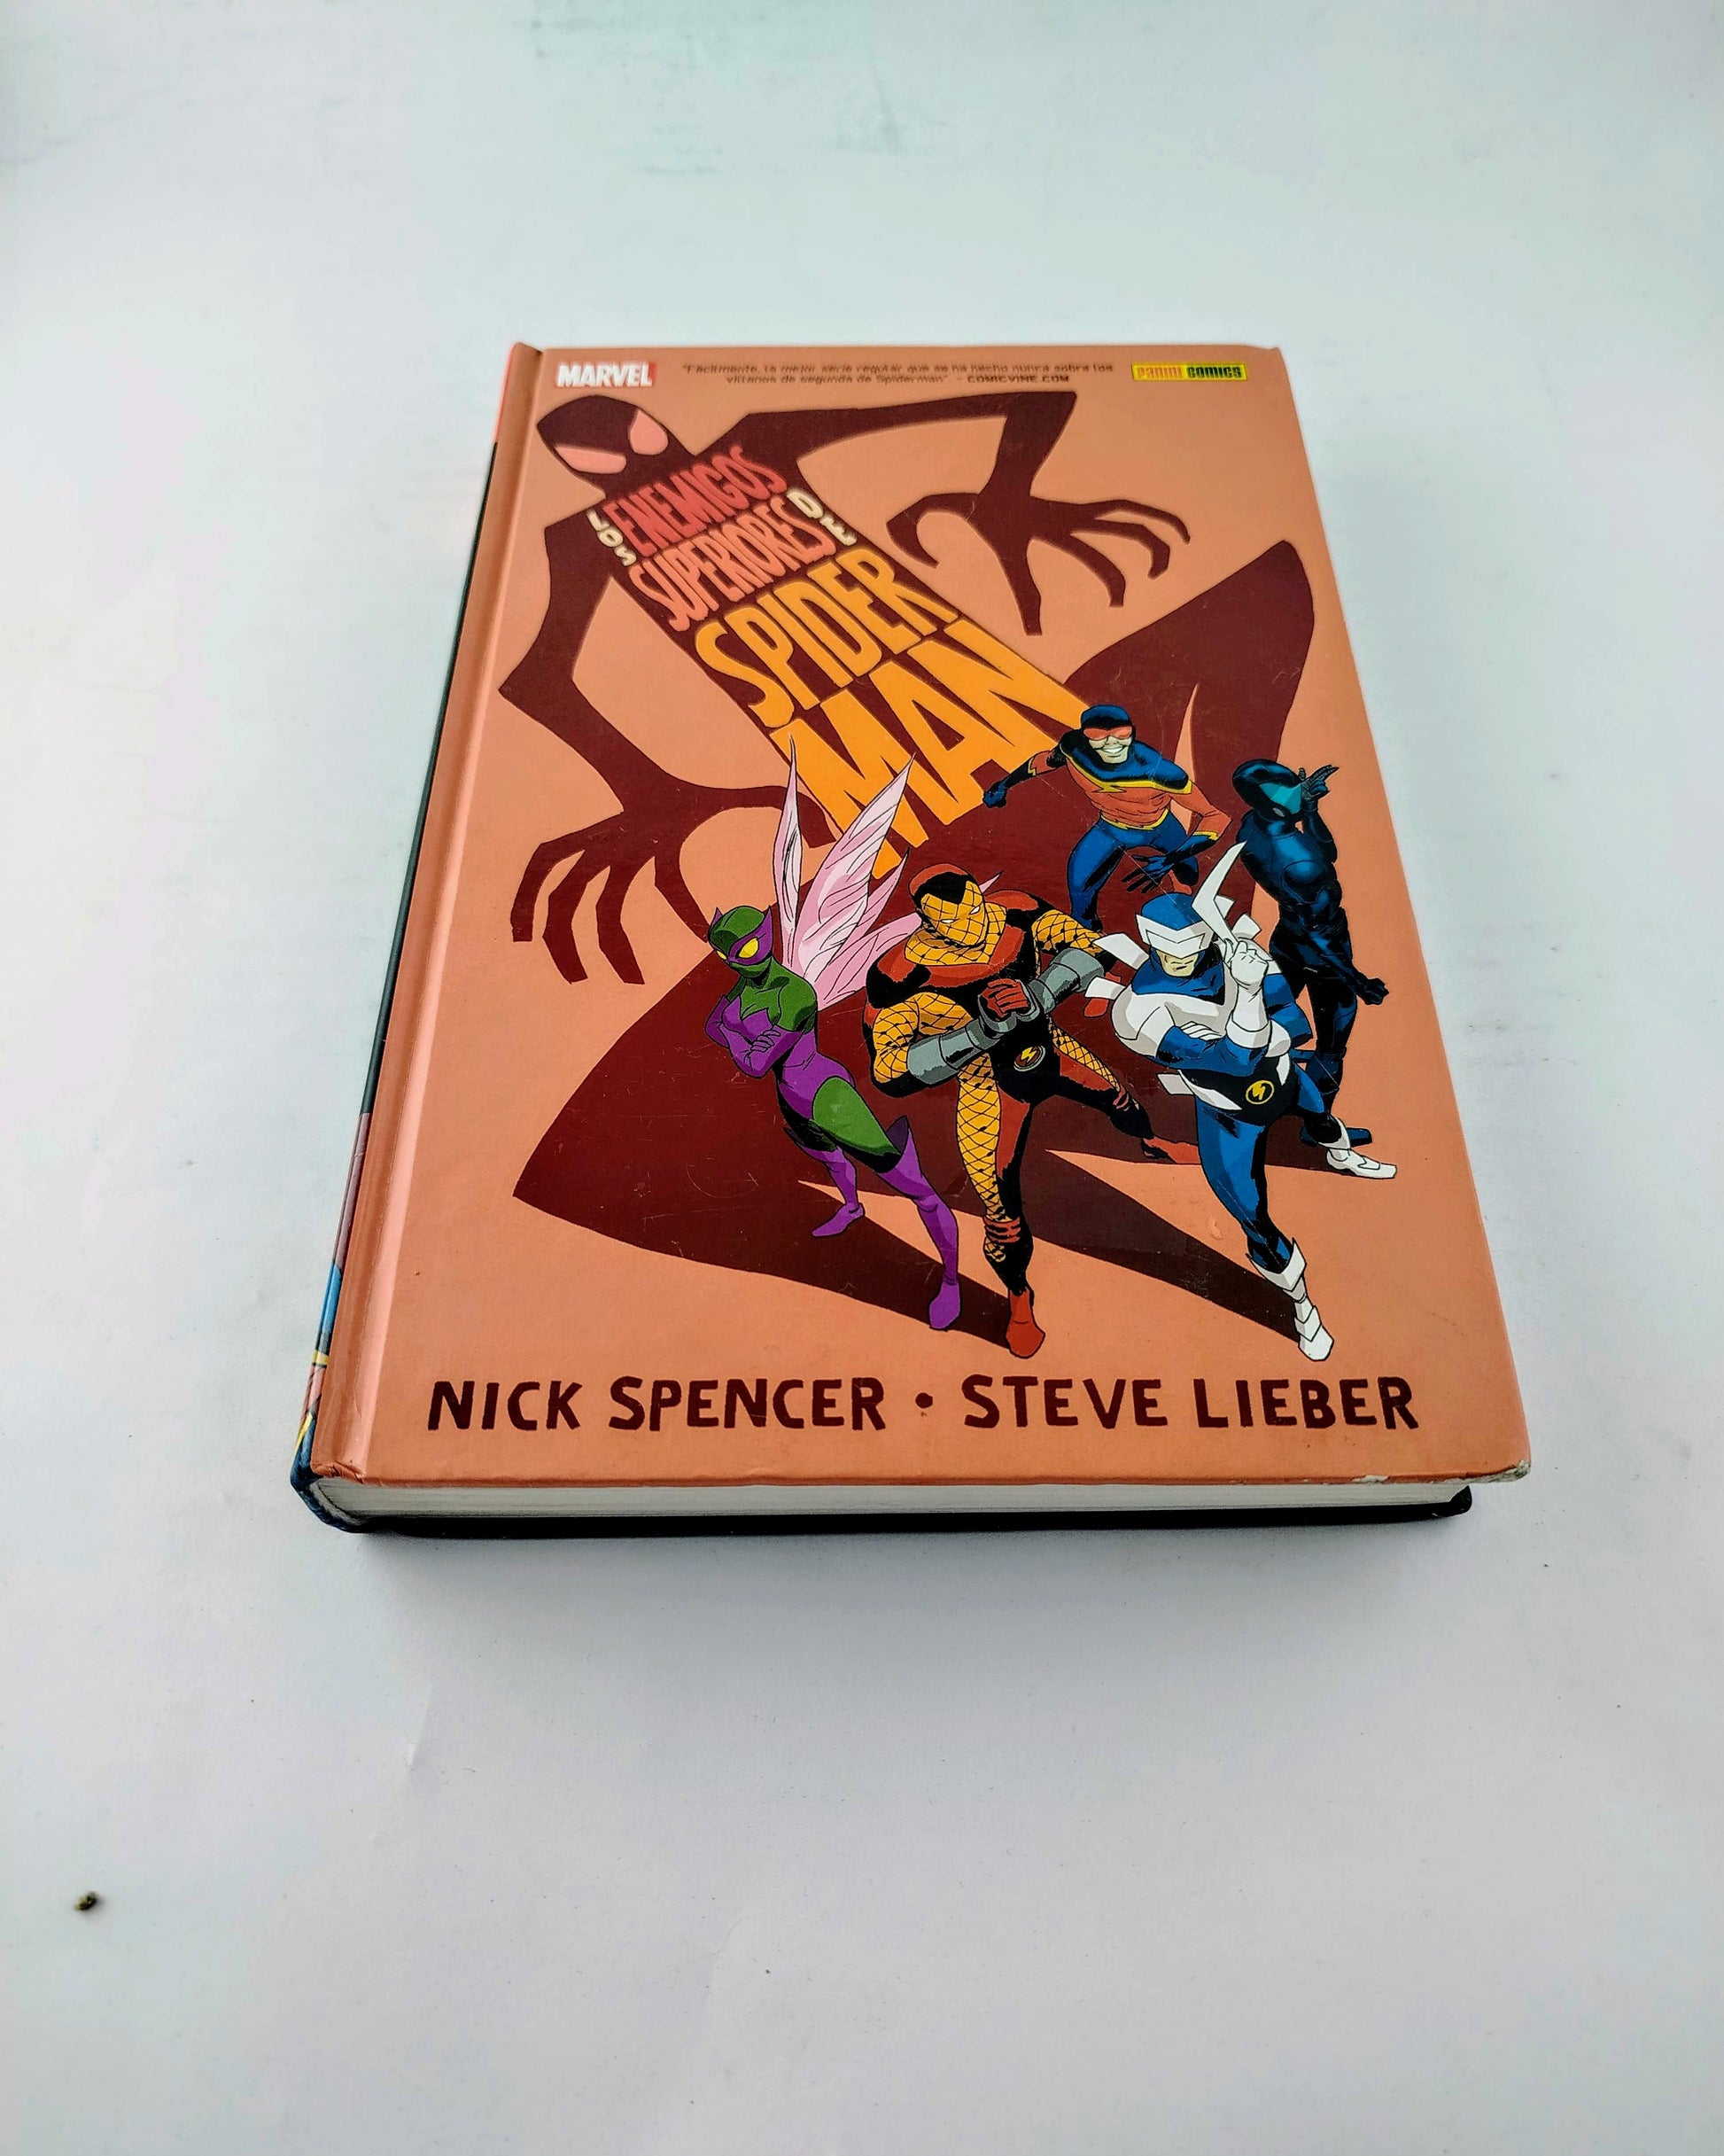 MARVEL
"Fácilmente, la mejor serie regular que se ha hecho nunca sobre los
villanos de segunda de Spiderman" - COMICVINE.COM
PANINI COMICS
LOS ENEMIGOS
SUPERIORES DE
SPIDER
MAN
NICK SPENCER • STEVE LIEBER